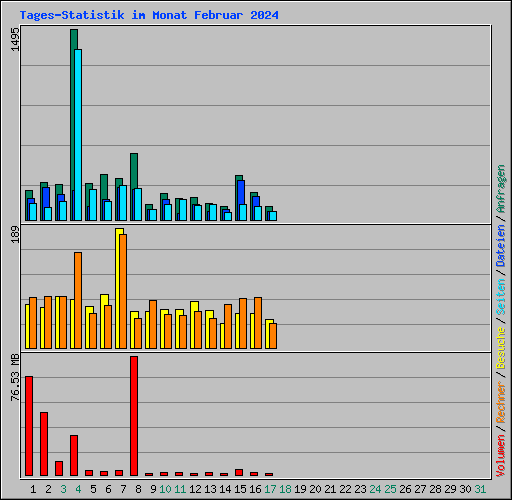 Tages-Statistik im Monat Februar 2024
1495
189
76.53 MB
Volumen / Rechner / Besuche / Seiten / Dateien / Anfragen
1 2 3 4 5 6 7 8 9 10 11 12 13 14 15 16 17 18 19 20 21 22 23 24 25 26 27 28 29 30 31